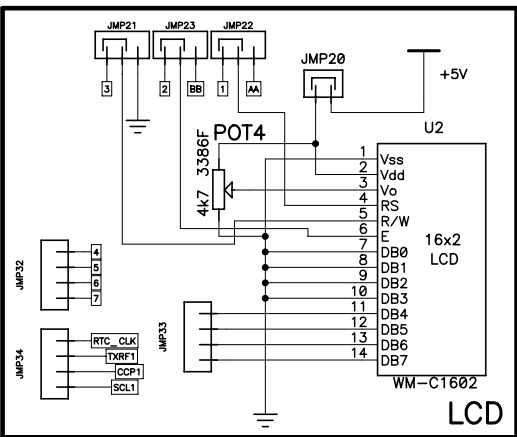 JMP21 JMP23 JMP22
JMP20
+5V
3 2 BB 1 AA
U2
POT4
3386F
4k7
1 Vss
2 Vdd
3 Vo
4 RS
5 R/W
6 E
7 DB0
8 DB1
9 DB2
10 DB3
11 DB4
12 DB5
13 DB6
14 DB7
16x2
LCD
WM-C1602
JMP32
4
5
6
7
JMP33
JMP34
RTC_CLK
TXRF1
CCP1
SCL1
LCD